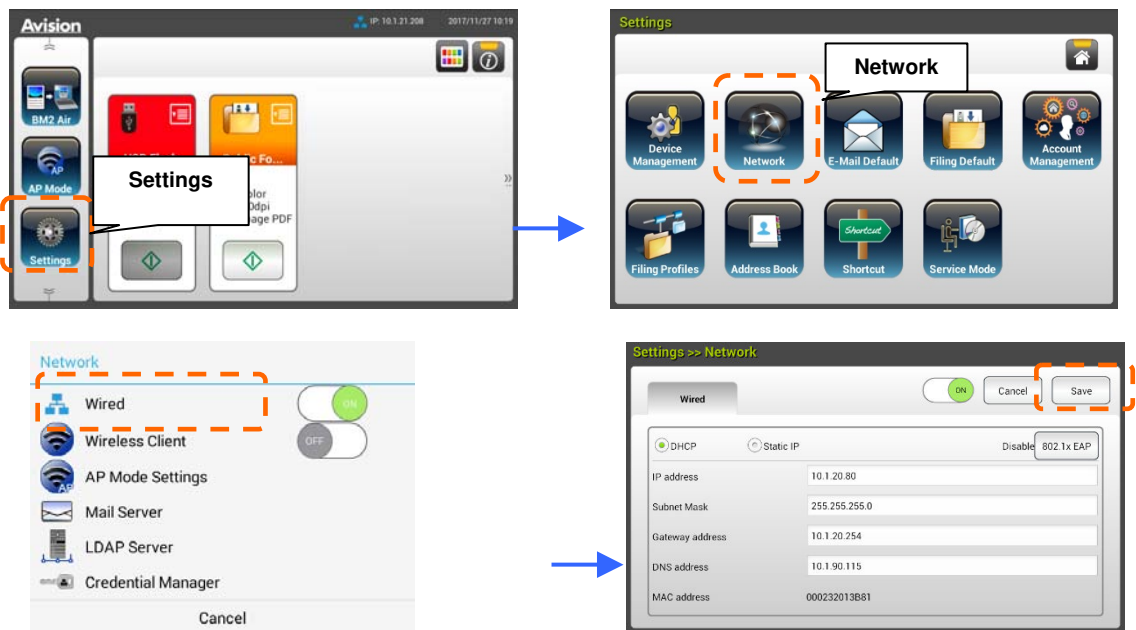 Avision
IP: 10.1.21.208 2017/11/27 10:19
BM2 Air
AP Mode
Settings
Settings
Color
dpi
PDF
Settings
Network
Device Management
Network
E-Mail Default
Filing Default
Account Management
Filing Profiles
Address Book
Shortcut
Shortcut
Service Mode
Network
Wired ON
Wireless Client OFF
AP
AP Mode Settings
Mail Server
LDAP Server
Credential Manager
Cancel
Settings >> Network
Wired ON Cancel Save
DHCP Static IP Disable 802.1x EAP
IP address 10.1.20.80
Subnet Mask 255.255.255.0
Gateway address 10.1.20.254
DNS address 10.1.90.115
MAC address 000232013B81